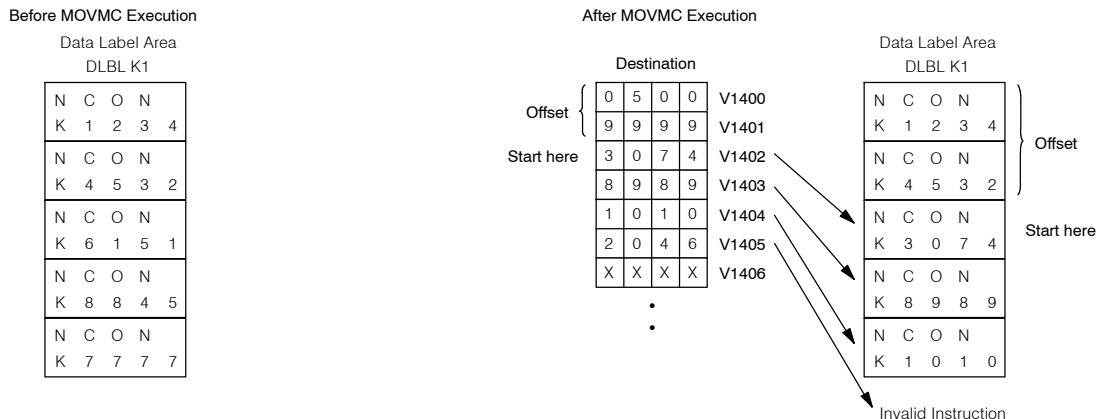 Before MOVMC Execution
Data Label Area
DLBL K1
N C O N
K 1 2 3 4
N C O N
K 4 5 3 2
N C O N
K 6 1 5 1
N C O N
K 8 8 4 5
N C O N
K 7 7 7 7
After MOVMC Execution
Destination
Offset
0 5 0 0 V1400
9 9 9 9 V1401
Start here 3 0 7 4 V1402
8 9 8 9 V1403
1 0 1 0 V1404
2 0 4 6 V1405
X X X X V1406
Data Label Area
DLBL K1
N C O N
K 1 2 3 4
Offset
N C O N
K 4 5 3 2
N C O N
Start here
K 3 0 7 4
N C O N
K 8 9 8 9
N C O N
K 1 0 1 0
Invalid Instruction